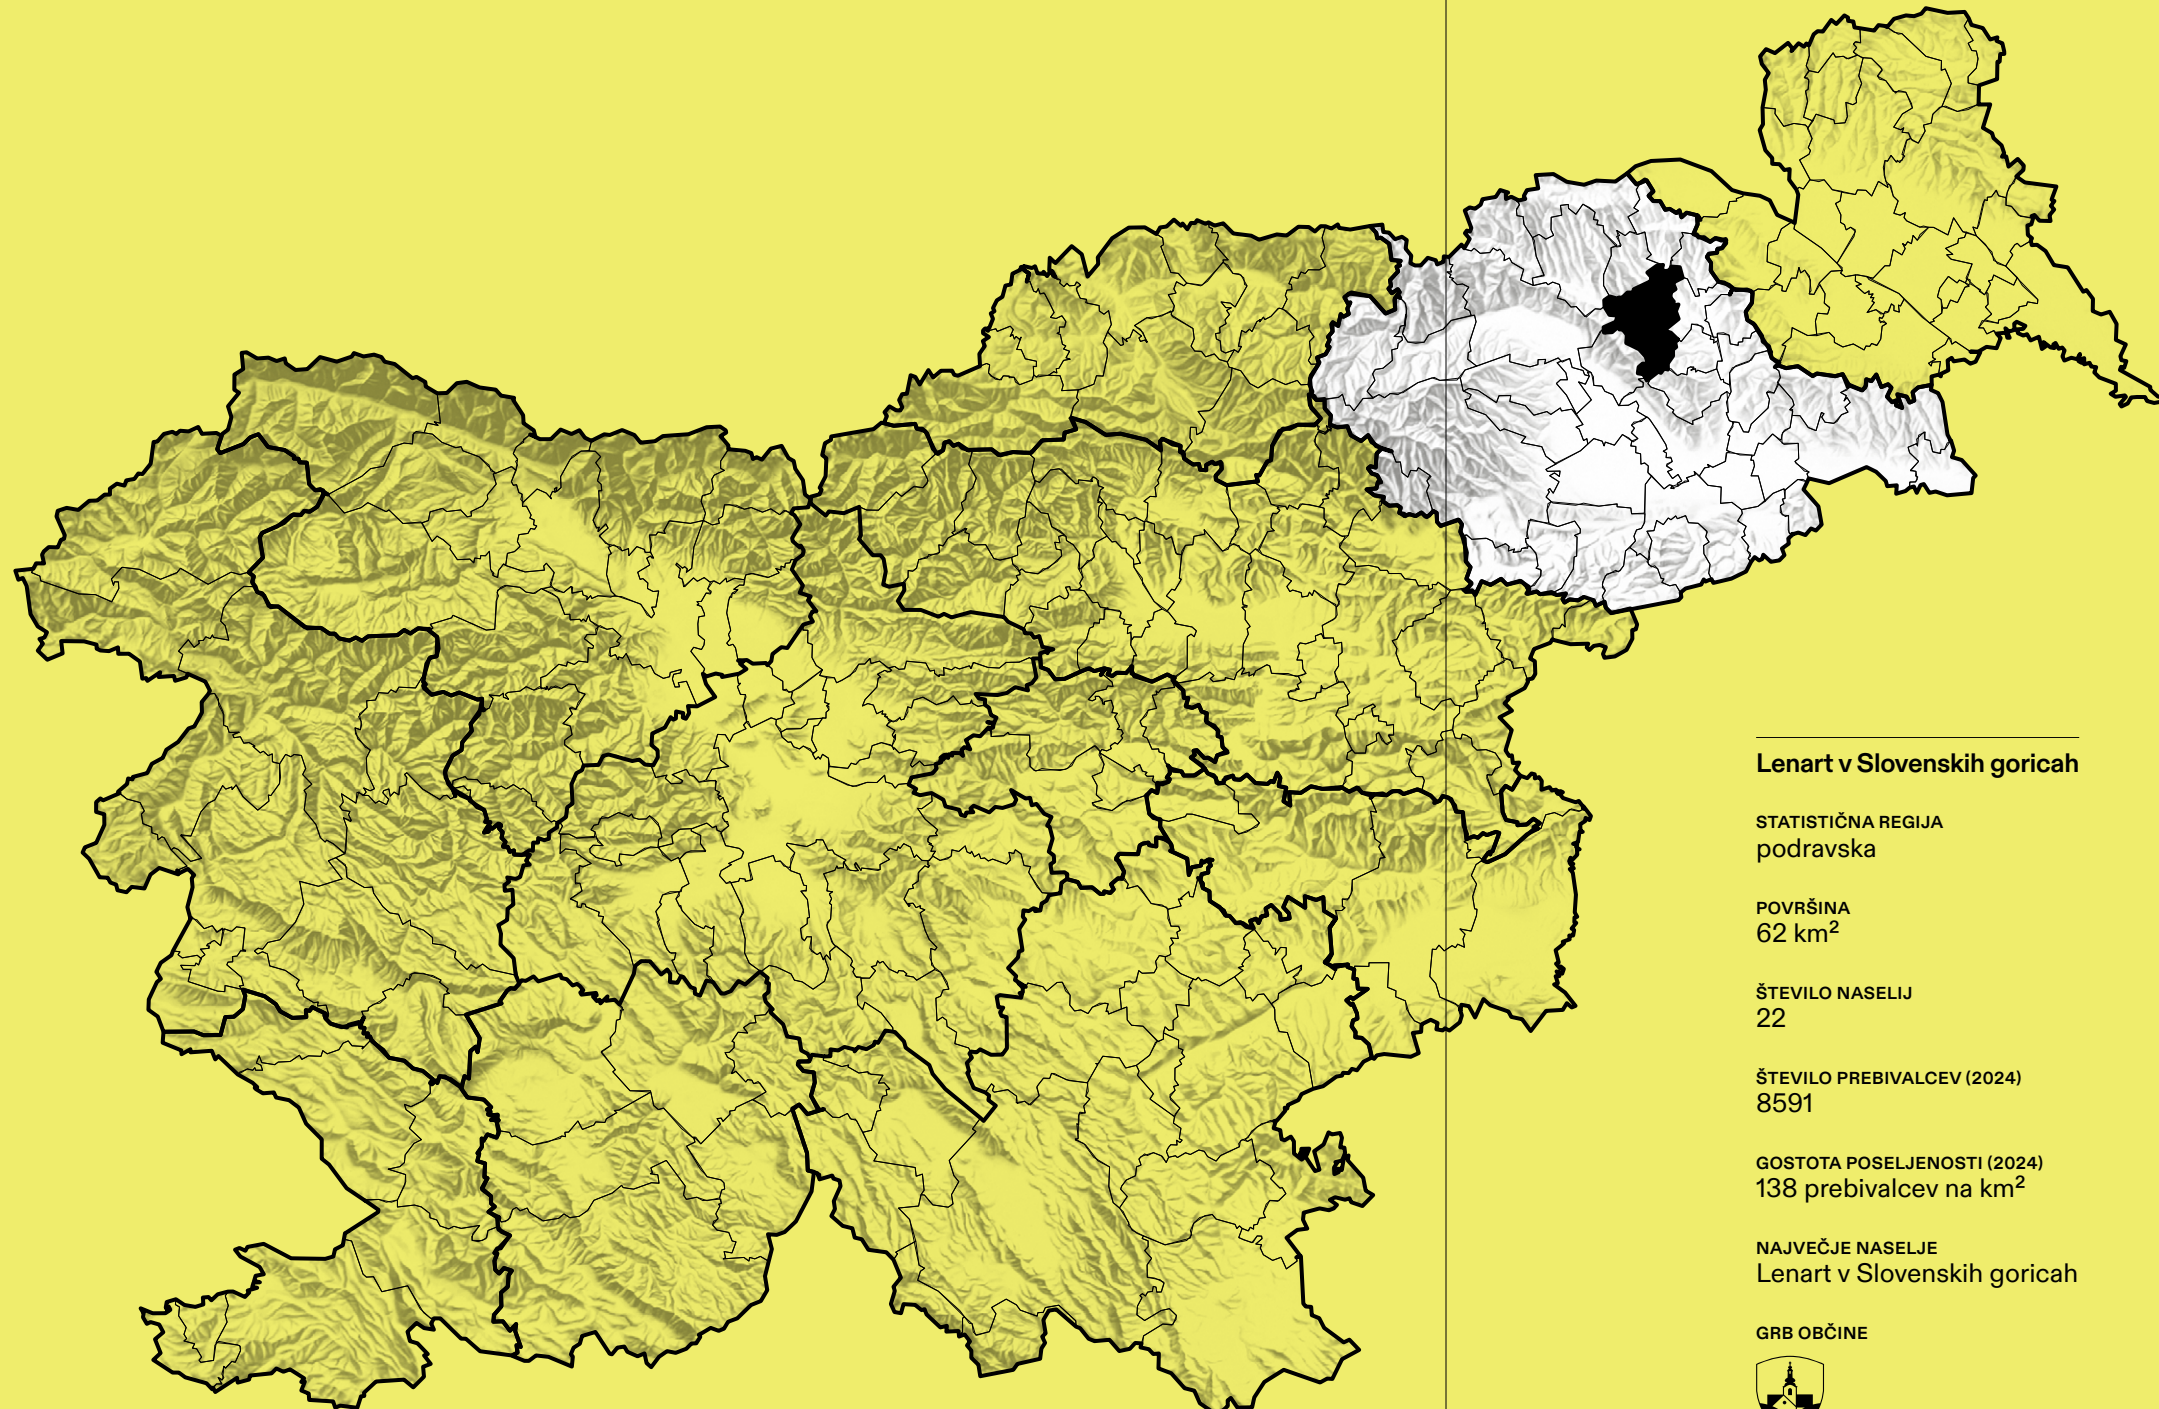 Lenart v Slovenskih goricah
STATISTIČNA REGIJA
podravska
POVRŠINA
62 km²
ŠTEVILO NASELIJ
22
ŠTEVILO PREBIVALCEV (2024)
8591
GOSTOTA POSELJENOSTI (2024)
138 prebivalcev na km²
NAJVEČJE NASELJE
Lenart v Slovenskih goricah
GRB OBČINE